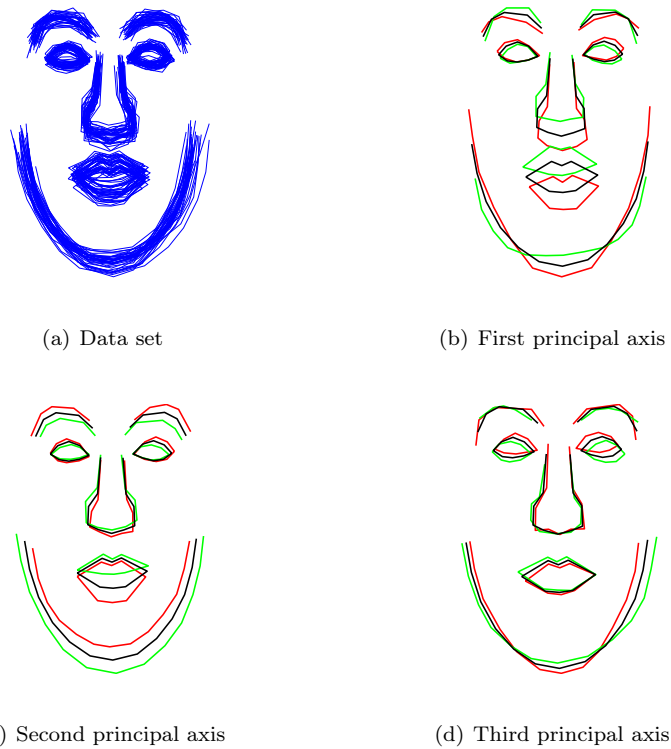 (a) Data set
(b) First principal axis
) Second principal axis
(d) Third principal axis